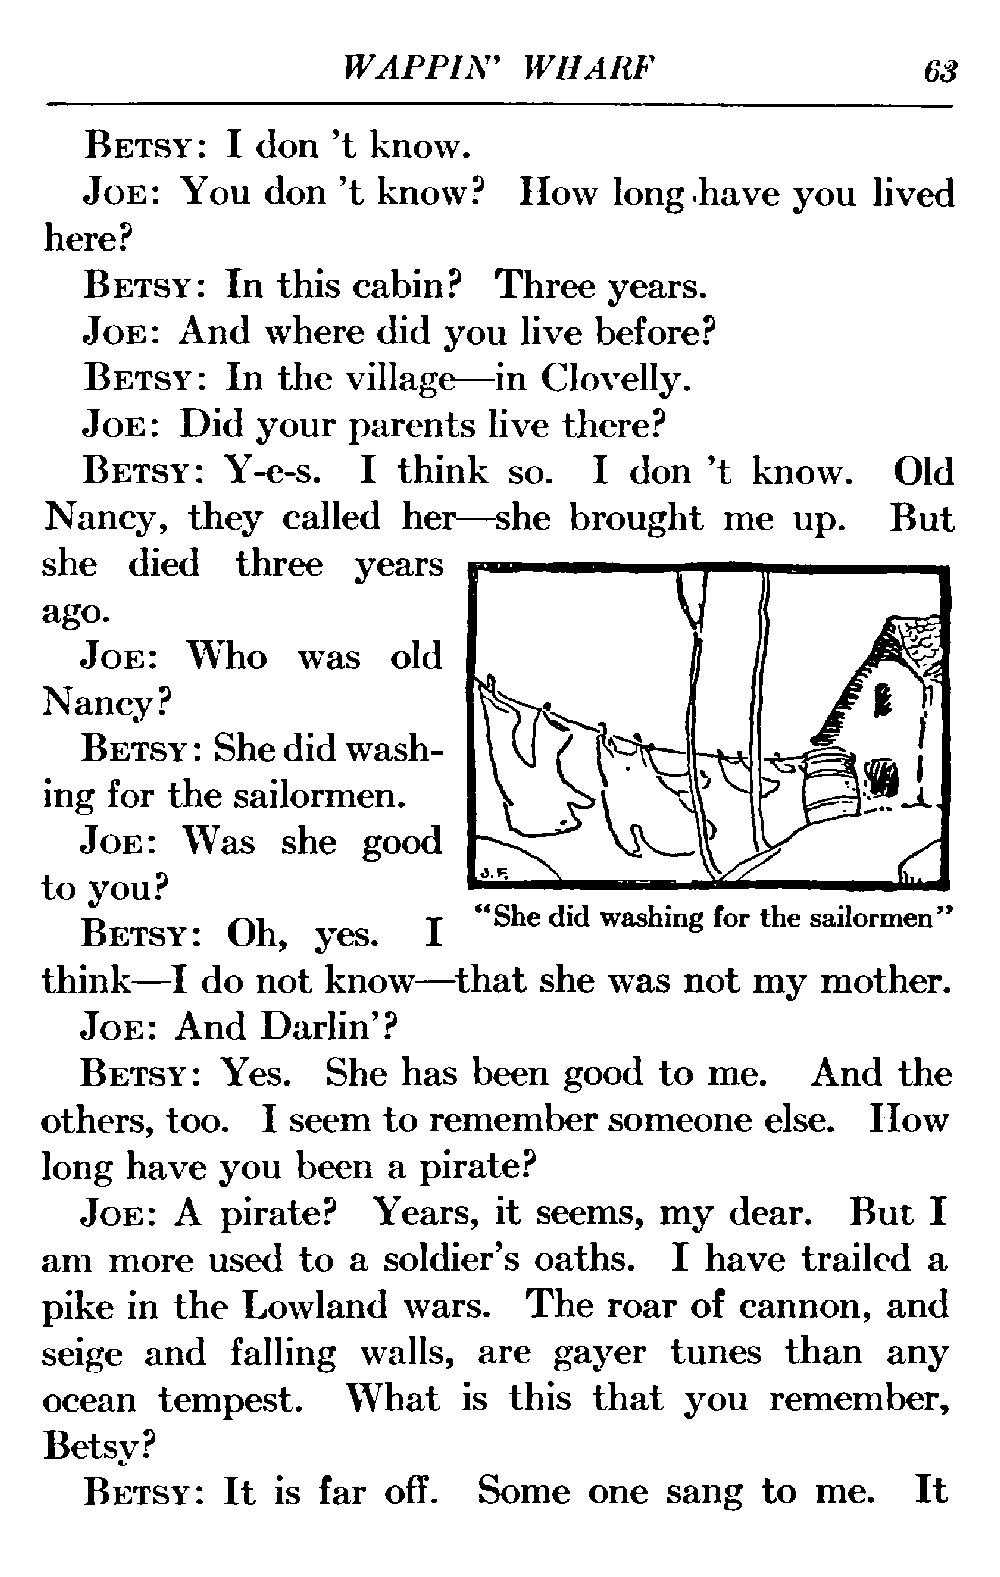 WAPPIN' WHARF 63
BETSY: I don 't know.
JOE: You don 't know? How long have you lived
here?
BETSY: In this cabin? Three years.
JOE: And where did you live before?
BETSY: In the village—in Clovelly.
JOE: Did your parents live there?
BETSY: Y-e-s. I think so. I don 't know. Old
Nancy, they called her—she brought me up. But
she died three years
ago.
JOE: Who was old
Nancy?
BETSY: She did wash-
ing for the sailormen.
JOE: Was she good
to you?
BETSY: Oh, yes. I
J. F.
"She did washing for the sailormen"
think—I do not know—that she was not my mother.
JOE: And Darlin'?
BETSY: Yes. She has been good to me. And the
others, too. I seem to remember someone else. How
long have you been a pirate?
JOE: A pirate? Years, it seems, my dear. But I
am more used to a soldier's oaths. I have trailed a
pike in the Lowland wars. The roar of cannon, and
seige and falling walls, are gayer tunes than any
ocean tempest. What is this that you remember,
Betsy?
BETSY: It is far off. Some one sang to me. It